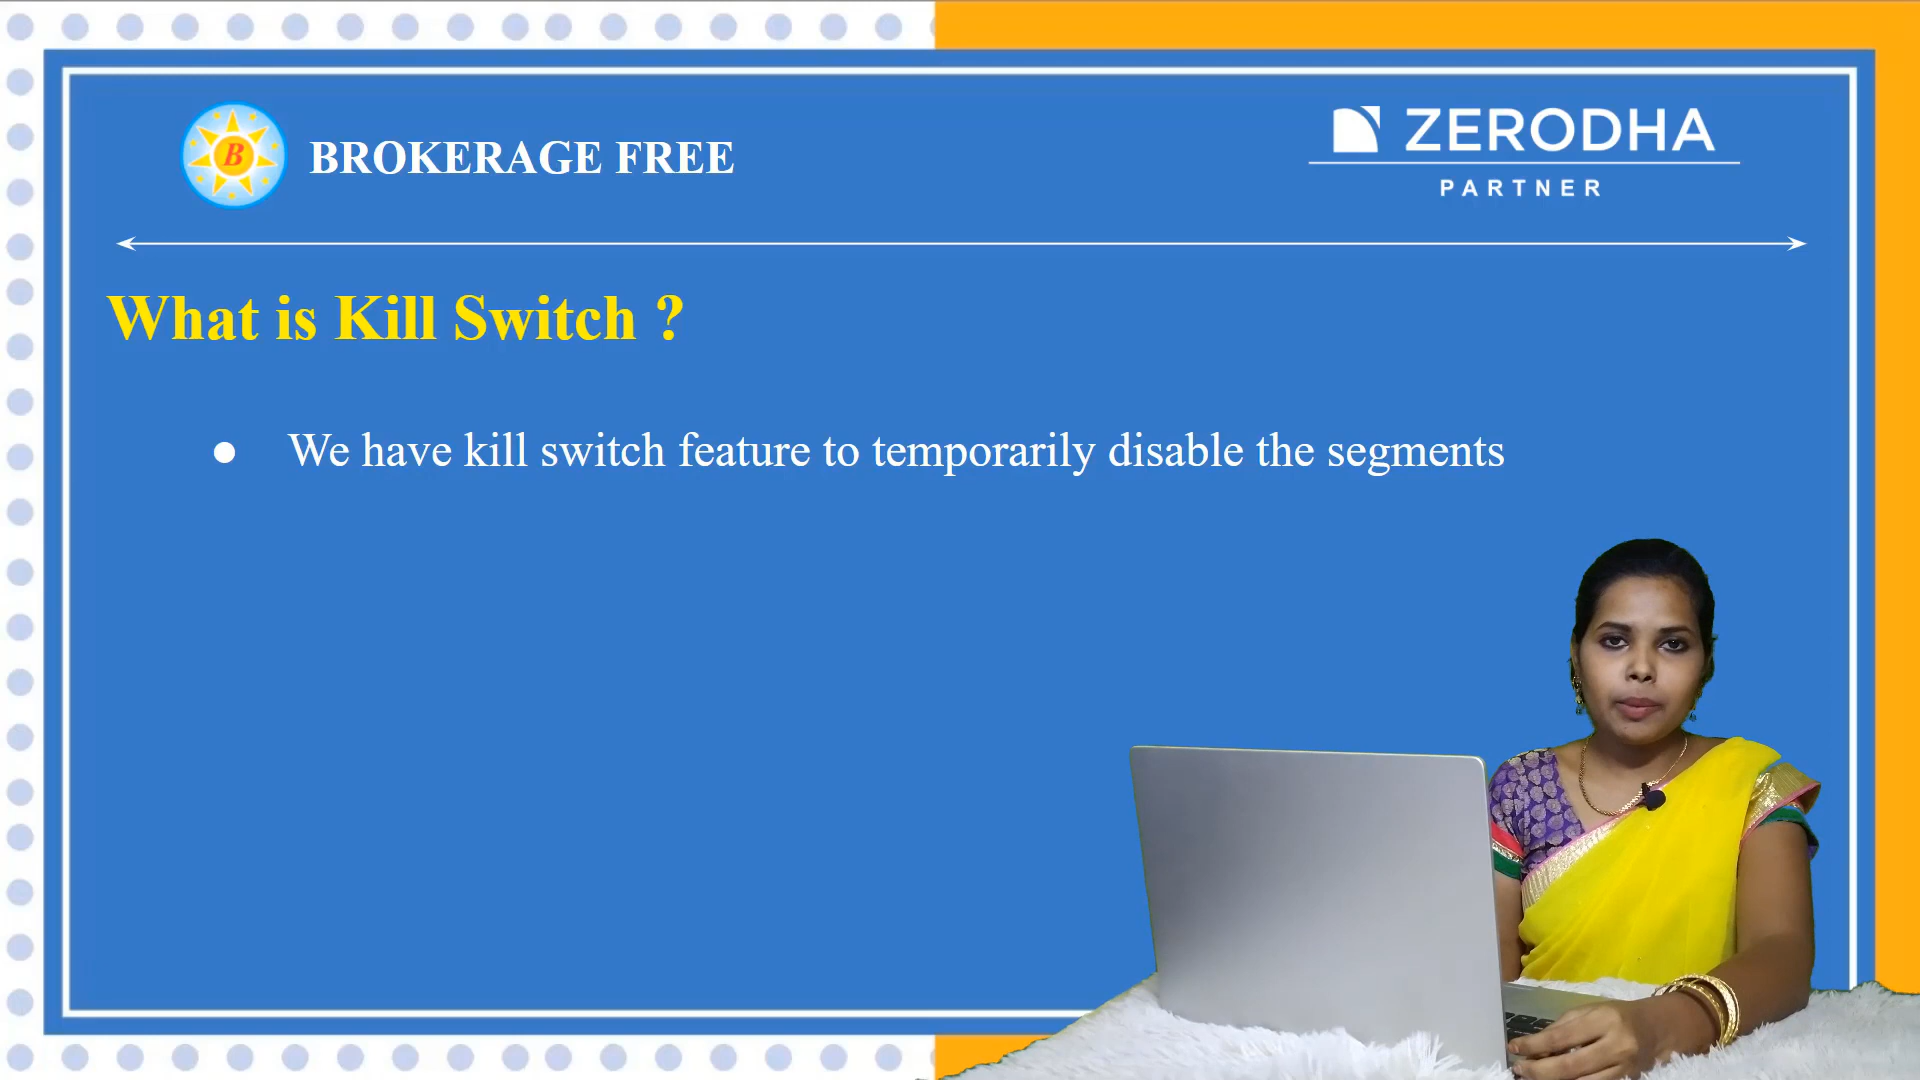 B
BROKERAGE FREE
ZERODHA
PARTNER
What is Kill Switch ?
● We have kill switch feature to temporarily disable the segments